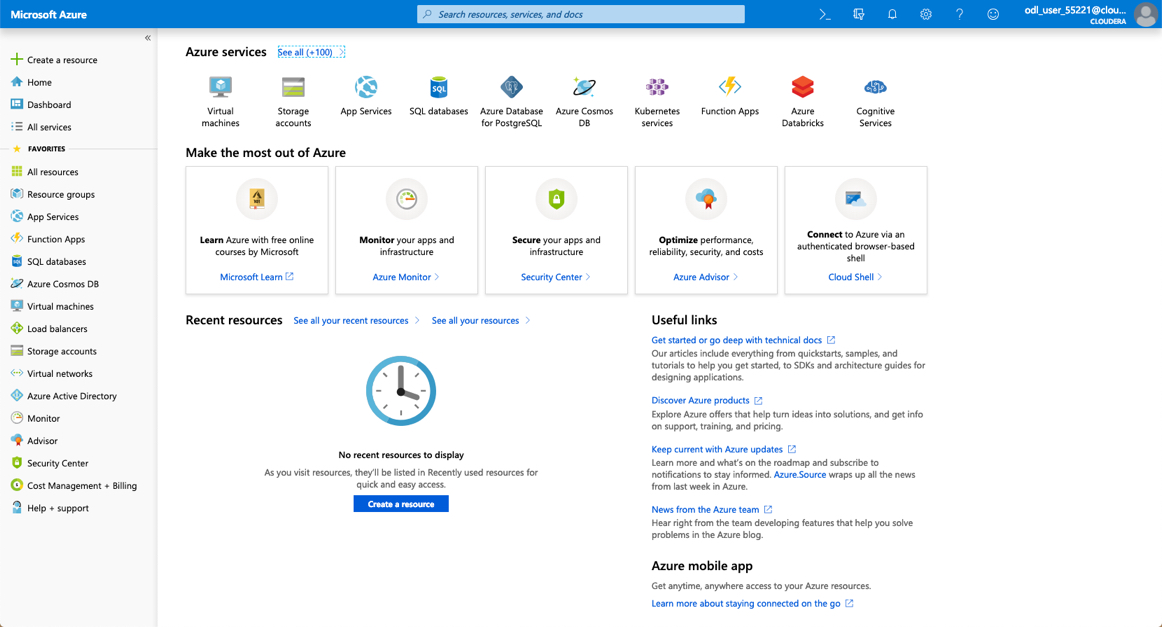 Microsoft Azure
Search resources, services, and docs
odl_user_55221@clou...
CLOUDERA
«
Create a resource
Home
Dashboard
All services
FAVORITES
All resources
Resource groups
App Services
Function Apps
SQL databases
Azure Cosmos DB
Virtual machines
Load balancers
Storage accounts
Virtual networks
Azure Active Directory
Monitor
Advisor
Security Center
Cost Management + Billing
Help + support
Azure services
See all (+100)
Virtual
machines
Storage
accounts
App Services
SQL
SQL databases
Azure Database
for PostgreSQL
Azure Cosmos
DB
Kubernetes
services
Function Apps
Azure
Databricks
Cognitive
Services
Make the most out of Azure
Learn Azure with free online
courses by Microsoft
Microsoft Learn
Monitor your apps and
infrastructure
Azure Monitor
Secure your apps and
infrastructure
Security Center
Optimize performance,
reliability, security, and costs
Azure Advisor
Connect to Azure via an
authenticated browser-based
shell
Cloud Shell
Recent resources
See all your recent resources
See all your resources
No recent resources to display
As you visit resources, they'll be listed in Recently used resources for
quick and easy access.
Create a resource
Useful links
Get started or go deep with technical docs
Our articles include everything from quickstarts, samples, and
tutorials to help you get started, to SDKs and architecture guides for
designing applications.
Discover Azure products
Explore Azure offers that help turn ideas into solutions, and get info
on support, training, and pricing.
Keep current with Azure updates
Learn more and what's on the roadmap and subscribe to
notifications to stay informed. Azure.Source wraps up all the news
from last week in Azure.
News from the Azure team
Hear right from the team developing features that help you solve
problems in the Azure blog.
Azure mobile app
Get anytime, anywhere access to your Azure resources.
Learn more about staying connected on the go